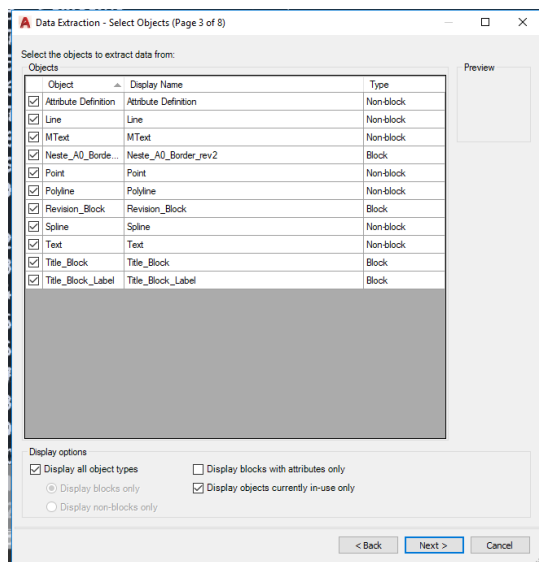 A Data Extraction - Select Objects (Page 3 of 8)
Select the objects to extract data from:
Objects
Preview
Object Display Name Type
Attribute Definition Attribute Definition Non-block
Line Line Non-block
MText MText Non-block
Neste_A0_Borde... Neste_A0_Border_rev2 Block
Point Point Non-block
Polyline Polyline Non-block
Revision_Block Revision_Block Block
Spline Spline Non-block
Text Text Non-block
Title_Block Title_Block Block
Title_Block_Label Title_Block_Label Block
Display options
Display all object types Display blocks with attributes only
Display blocks only Display objects currently in-use only
Display non-blocks only
< Back Next > Cancel